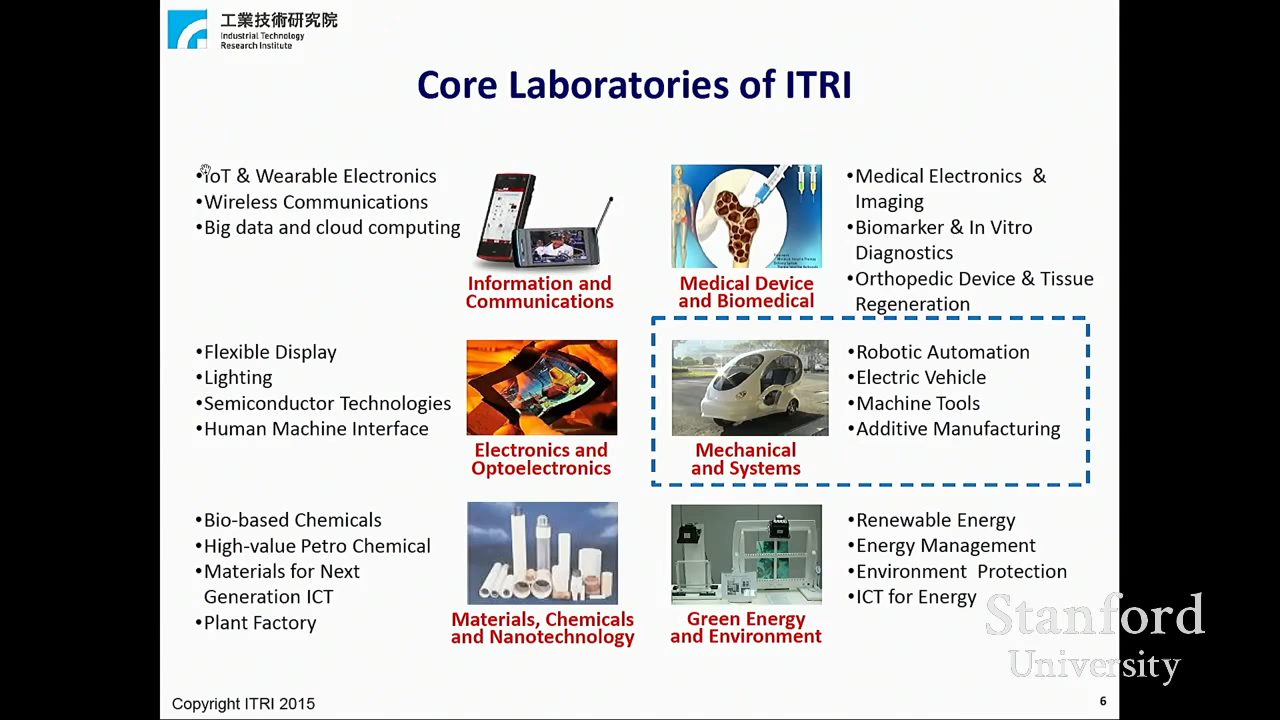 工業技術研究院
Industrial Technology
Research Institute
Core Laboratories of ITRI
•IoT & Wearable Electronics
•Wireless Communications
•Big data and cloud computing
Information and
Communications
Medical Device
and Biomedical
•Medical Electronics &
Imaging
•Biomarker & In Vitro
Diagnostics
•Orthopedic Device & Tissue
Regeneration
•Flexible Display
•Lighting
•Semiconductor Technologies
•Human Machine Interface
Electronics and
Optoelectronics
Mechanical
and Systems
•Robotic Automation
•Electric Vehicle
•Machine Tools
•Additive Manufacturing
•Bio-based Chemicals
•High-value Petro Chemical
•Materials for Next
Generation ICT
•Plant Factory
Materials, Chemicals
and Nanotechnology
Green Energy
and Environment
•Renewable Energy
•Energy Management
•Environment Protection
•ICT for Energy
Stanford
University
Copyright ITRI 2015
6